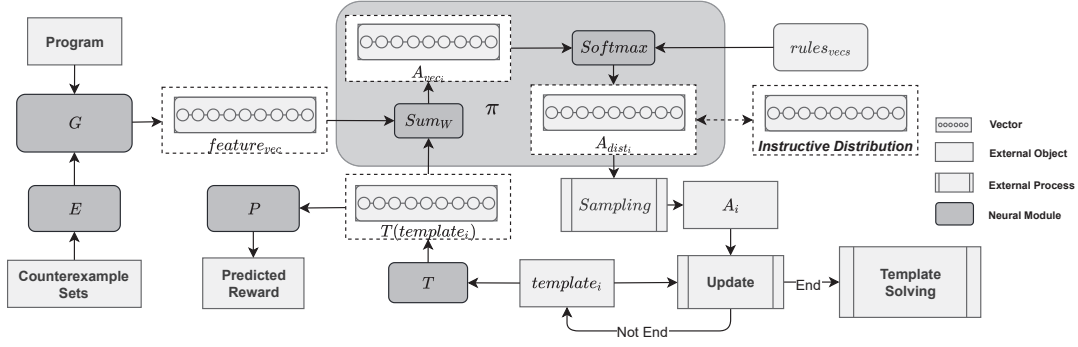 Program
G
feature_vec
E
Counterexample
Sets
P
Predicted
Reward
A_vec_i
Sum_W
π
Softmax
rules_vecs
A_dist_i
Instructive Distribution
T(template_i)
T
template_i
Sampling
A_i
Update
End
Template
Solving
Not End
Vector
External Object
External Process
Neural Module